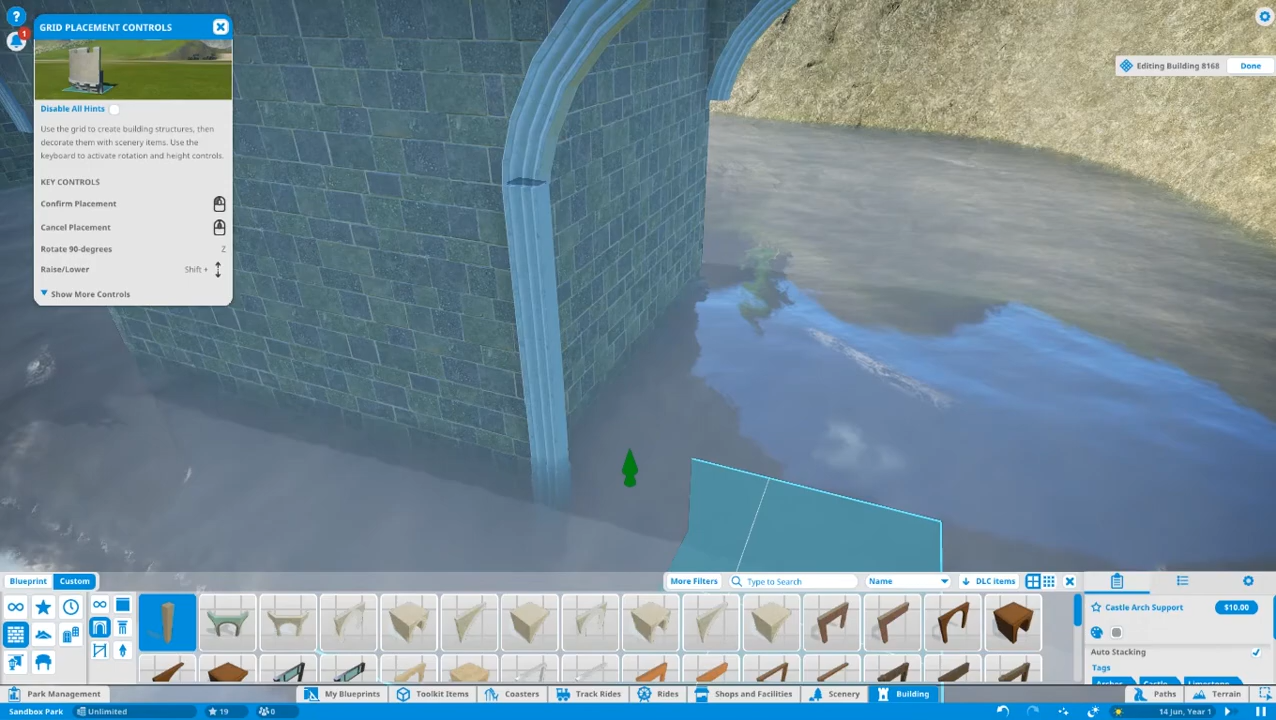 ?
GRID PLACEMENT CONTROLS
1
Disable All Hints
Use the grid to create building structures, then
decorate them with scenery items. Use the
keyboard to activate rotation and height controls.
KEY CONTROLS
Confirm Placement
Cancel Placement
Rotate 90-degrees Z
Raise/Lower Shift +
Show More Controls
Editing Building 8168 Done
Blueprint Custom More Filters Type to Search Name DLC items
Castle Arch Support $10.00
Auto Stacking
Tags
Park Management My Blueprints Toolkit Items Coasters Track Rides Rides Shops and Facilities Scenery Building Paths Terrain
Sandbox Park Unlimited 19 0 14 Jun, Year 1